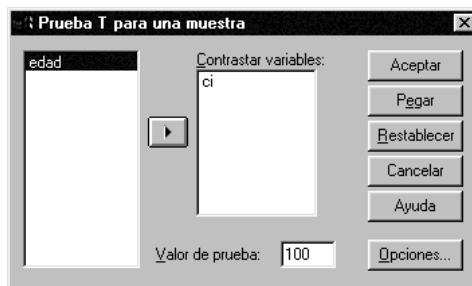 Prueba T para una muestra
edad
Contrastar variables:
ci
Aceptar
Pegar
Restablecer
Cancelar
Ayuda
Valor de prueba: 100
Opciones...